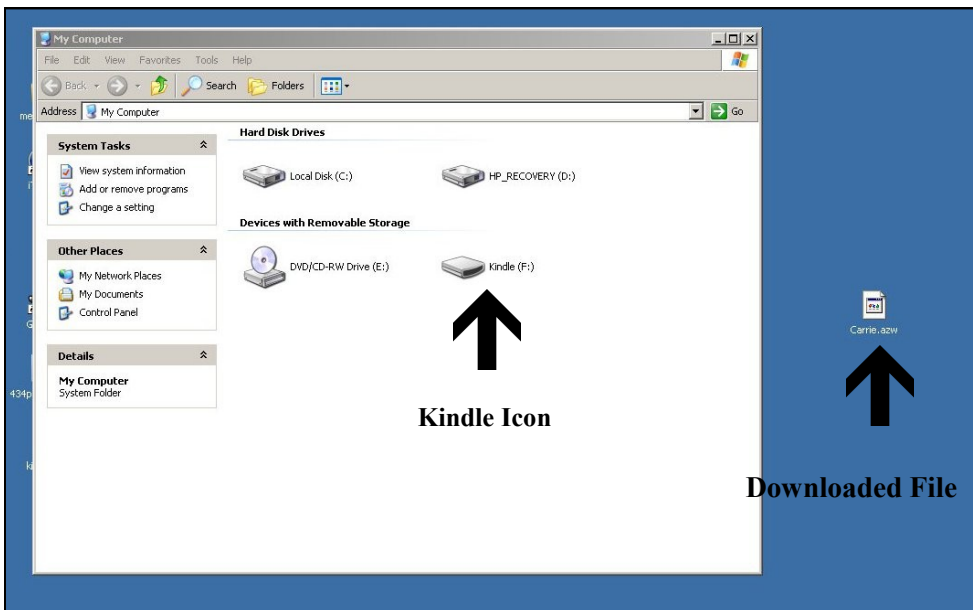 My Computer
File Edit View Favorites Tools Help
Back Search Folders
Address My Computer Go
System Tasks
View system information
Add or remove programs
Change a setting
Other Places
My Network Places
My Documents
Control Panel
Details
My Computer
System Folder
Hard Disk Drives
Local Disk (C:) HP_RECOVERY (D:)
Devices with Removable Storage
DVD/CD-RW Drive (E:) Kindle (F:)
Kindle Icon
Carrie.azw
Downloaded File
me
434p